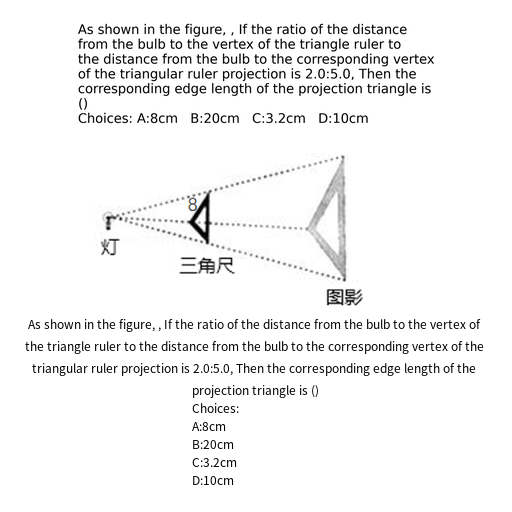 As shown in the figure, , If the ratio of the distance
from the bulb to the vertex of the triangle ruler to
the distance from the bulb to the corresponding vertex
of the triangular ruler projection is 2.0:5.0, Then the
corresponding edge length of the projection triangle is
()
Choices: A:8cm B:20cm C:3.2cm D:10cm
8
灯
三角尺
图影
As shown in the figure, , If the ratio of the distance from the bulb to the vertex of
the triangle ruler to the distance from the bulb to the corresponding vertex of the
triangular ruler projection is 2.0:5.0, Then the corresponding edge length of the
projection triangle is ()
Choices:
A:8cm
B:20cm
C:3.2cm
D:10cm